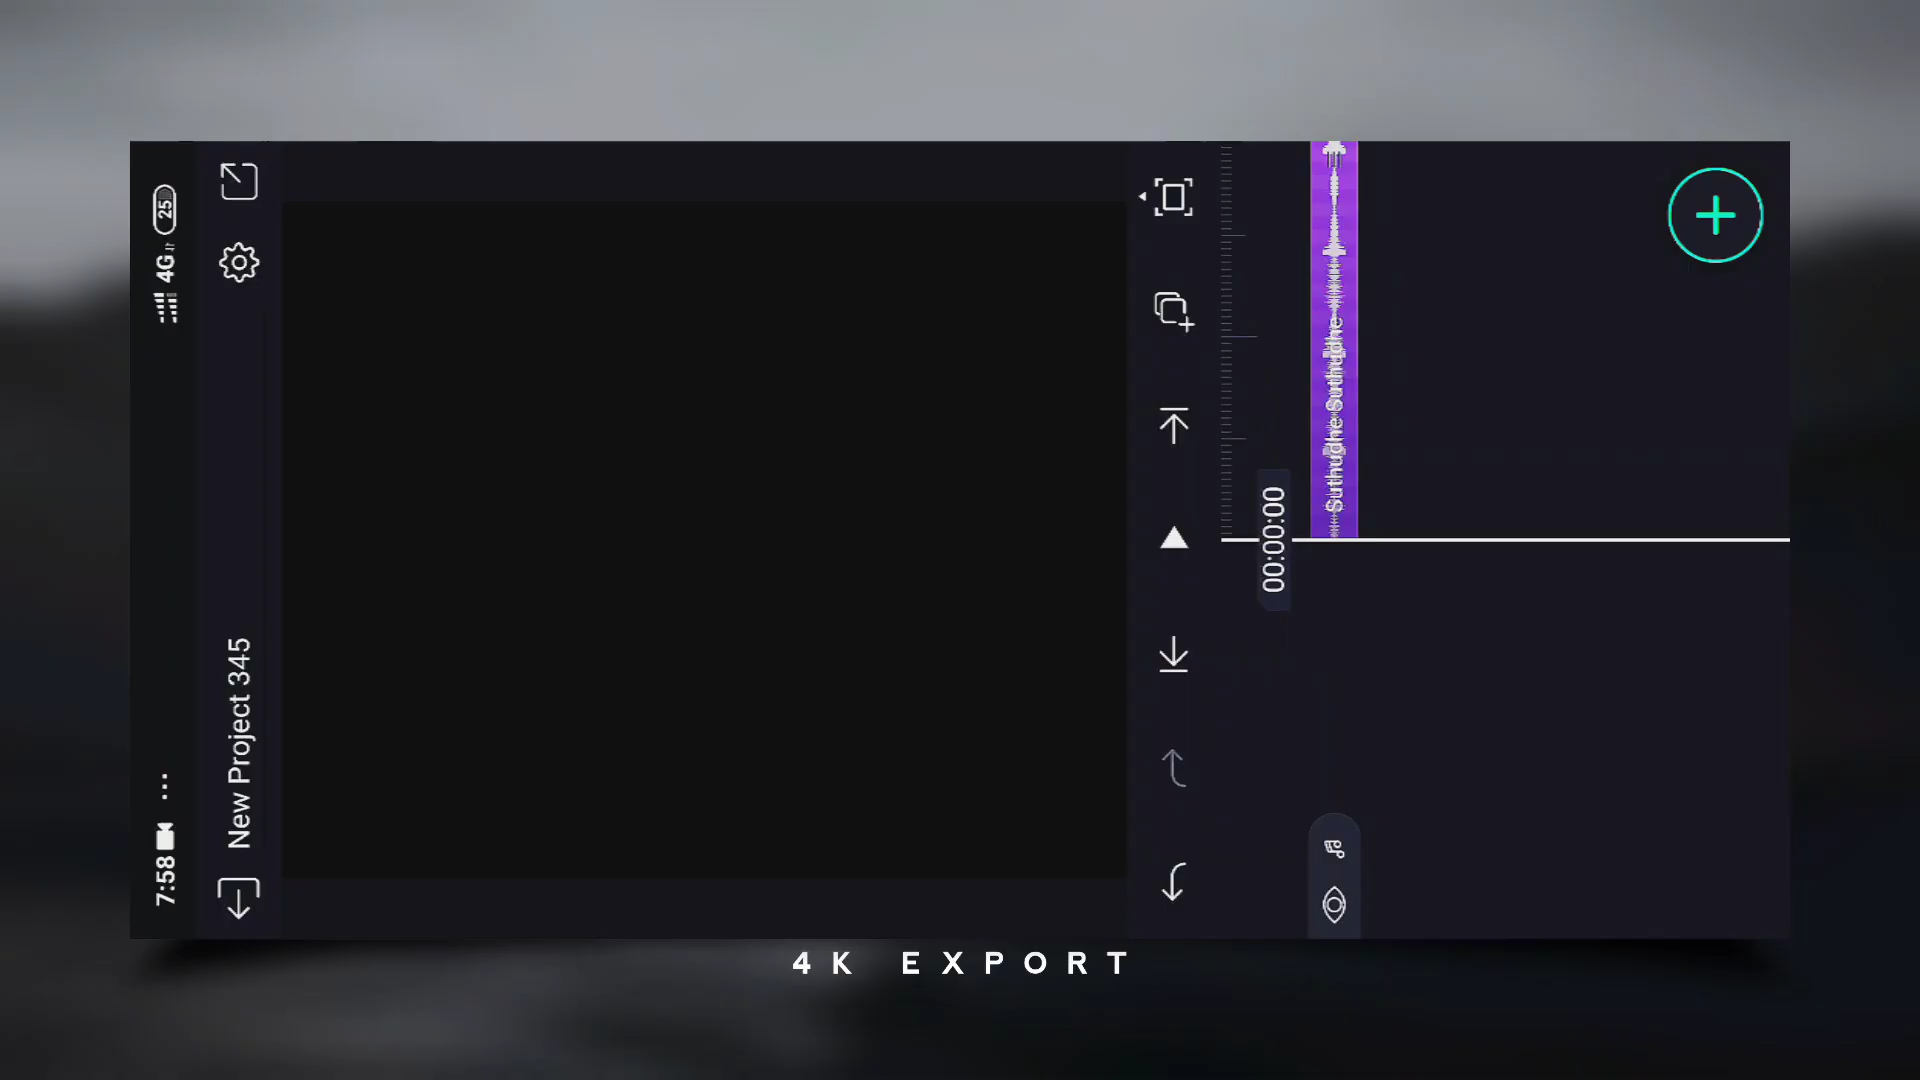 7:58 ... 4G 25
New Project 345
00:00:00
Suthudhe Suthudhe
4K EXPORT